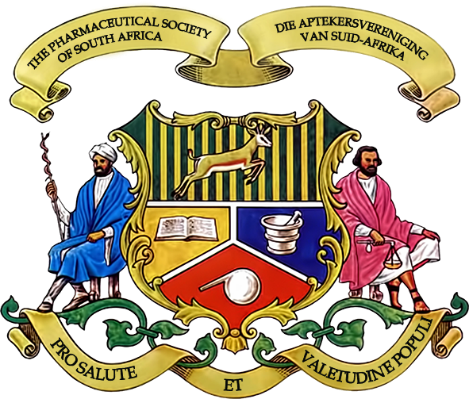 THE PHARMACEUTICAL SOCIETY
OF SOUTH AFRICA
DIE APTEKERSVERENIGING
VAN SUID-AFRIKA
PRO SALUTE
ET
VALETUDINE POPULI